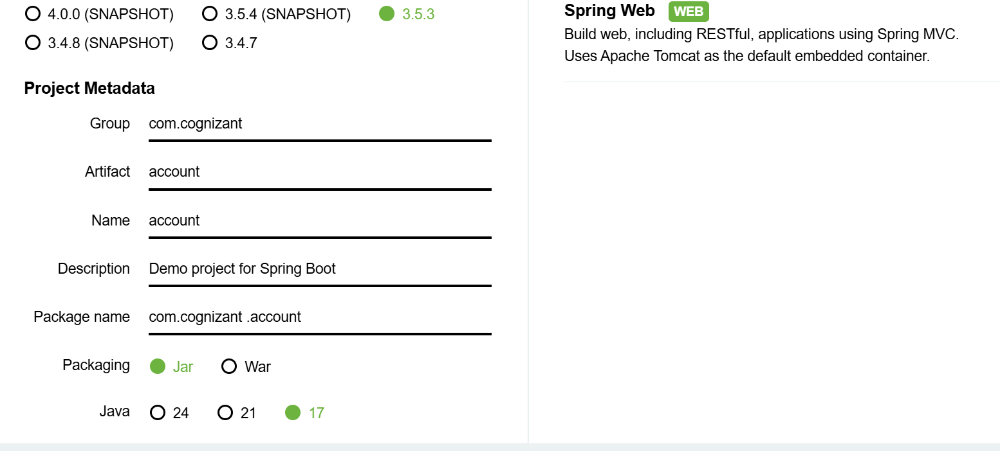 4.0.0 (SNAPSHOT) 3.5.4 (SNAPSHOT) 3.5.3
3.4.8 (SNAPSHOT) 3.4.7
Project Metadata
Group com.cognizant
Artifact account
Name account
Description Demo project for Spring Boot
Package name com.cognizant .account
Packaging Jar War
Java 24 21 17
Spring Web WEB
Build web, including RESTful, applications using Spring MVC.
Uses Apache Tomcat as the default embedded container.